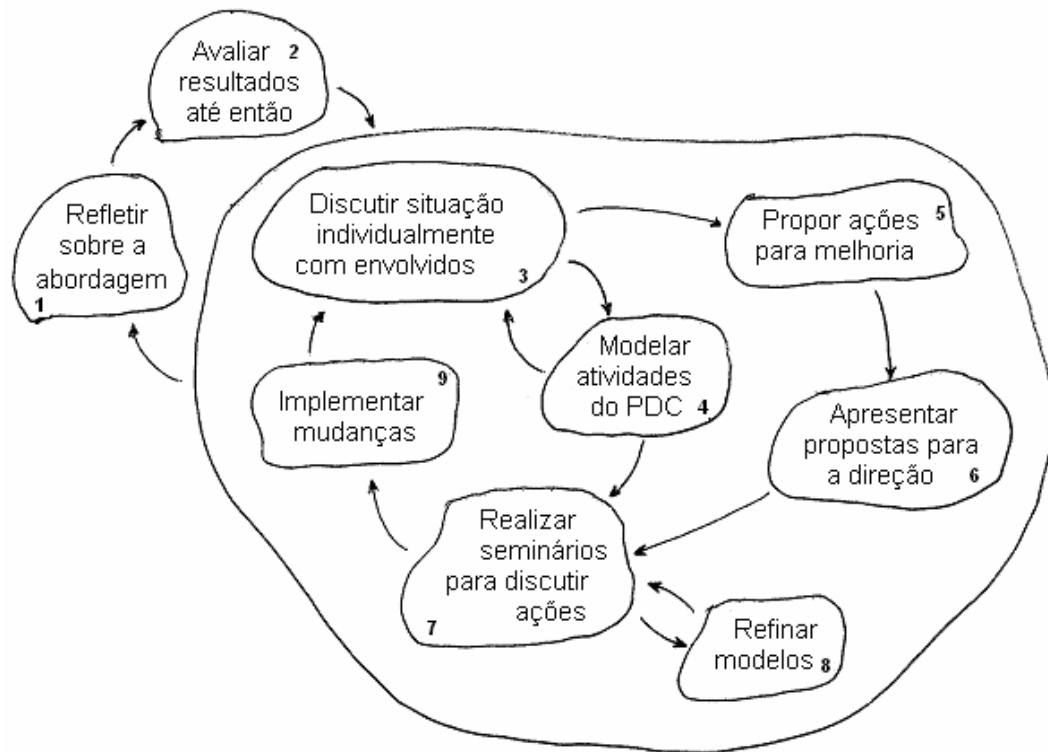 Avaliar 2
resultados
até então
Refletir
sobre a
abordagem
1
Discutir situação
individualmente
com envolvidos
3
Propor ações 5
para melhoria
Modelar
atividades
do PDC 4
Implementar 9
mudanças
Apresentar
propostas para
a direção 6
Realizar
seminários
para discutir
7 ações
Refinar
modelos 8